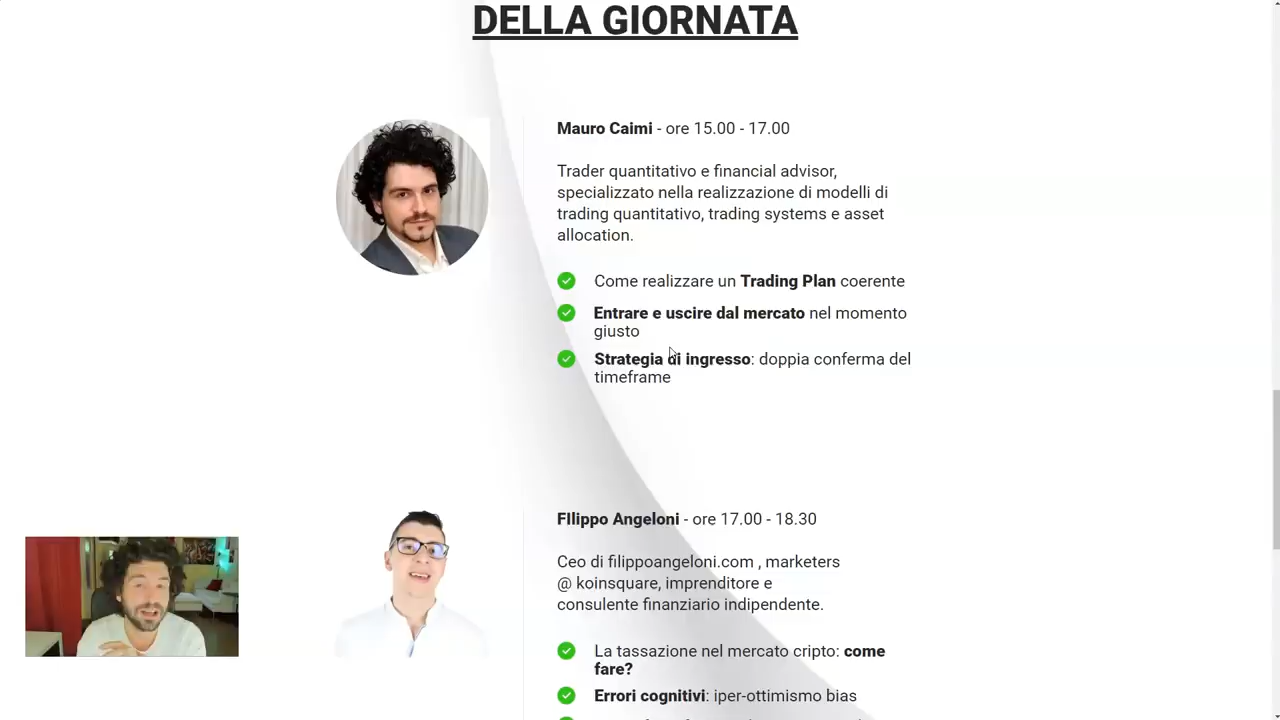 DELLA GIORNATA
Mauro Caimi - ore 15.00 - 17.00
Trader quantitativo e financial advisor,
specializzato nella realizzazione di modelli di
trading quantitativo, trading systems e asset
allocation.
Come realizzare un Trading Plan coerente
Entrare e uscire dal mercato nel momento
giusto
Strategia di ingresso: doppia conferma del
timeframe
FIlippo Angeloni - ore 17.00 - 18.30
Ceo di filippoangeloni.com , marketers
@ koinsquare, imprenditore e
consulente finanziario indipendente.
La tassazione nel mercato cripto: come
fare?
Errori cognitivi: iper-ottimismo bias